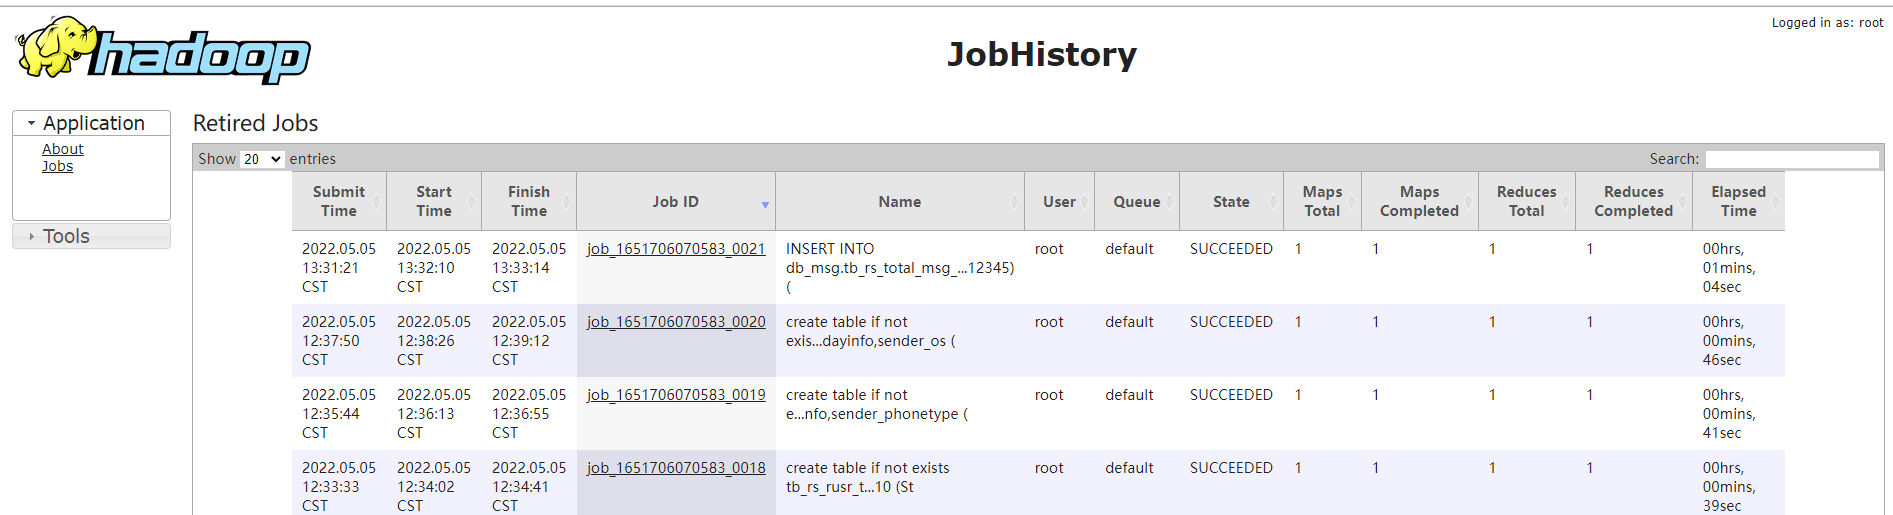 Logged in as: root
hadoop
JobHistory
Application
About
Jobs
Tools
Retired Jobs
Show 20 entries
Search:
Submit Time Start Time Finish Time Job ID Name User Queue State Maps Total Maps Completed Reduces Total Reduces Completed Elapsed Time
2022.05.05 13:31:21 CST 2022.05.05 13:32:10 CST 2022.05.05 13:33:14 CST job_1651706070583_0021 INSERT INTO db_msg.tb_rs_total_msg_...12345) ( root default SUCCEEDED 1 1 1 1 00hrs, 01mins, 04sec
2022.05.05 12:37:50 CST 2022.05.05 12:38:26 CST 2022.05.05 12:39:12 CST job_1651706070583_0020 create table if not exis...dayinfo,sender_os ( root default SUCCEEDED 1 1 1 1 00hrs, 00mins, 46sec
2022.05.05 12:35:44 CST 2022.05.05 12:36:13 CST 2022.05.05 12:36:55 CST job_1651706070583_0019 create table if not e...nfo,sender_phonetype ( root default SUCCEEDED 1 1 1 1 00hrs, 00mins, 41sec
2022.05.05 12:33:33 CST 2022.05.05 12:34:02 CST 2022.05.05 12:34:41 CST job_1651706070583_0018 create table if not exists tb_rs_rusr_t...10 (St root default SUCCEEDED 1 1 1 1 00hrs, 00mins, 39sec